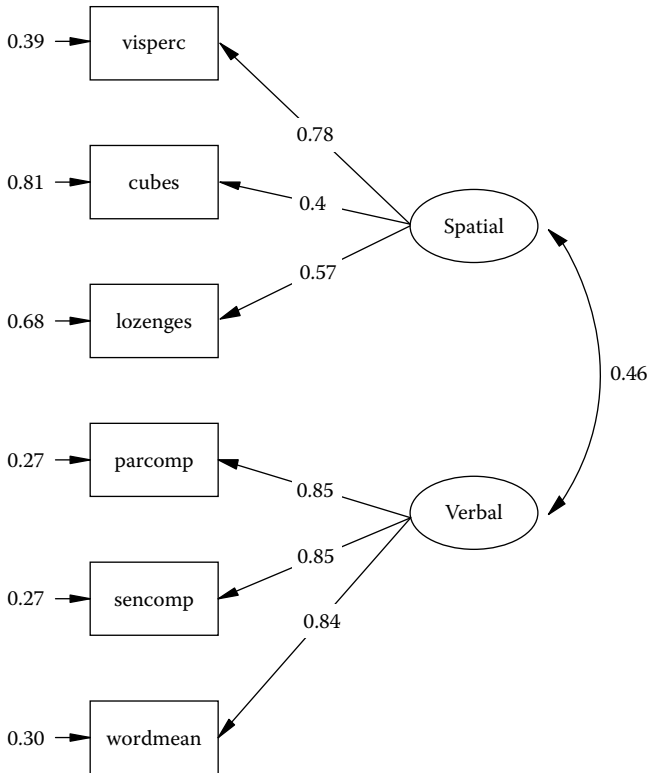 0.39
visperc
0.78
0.81
cubes
0.4
Spatial
0.57
0.68
lozenges
0.46
0.27
parcomp
0.85
Verbal
0.85
0.27
sencomp
0.84
0.30
wordmean